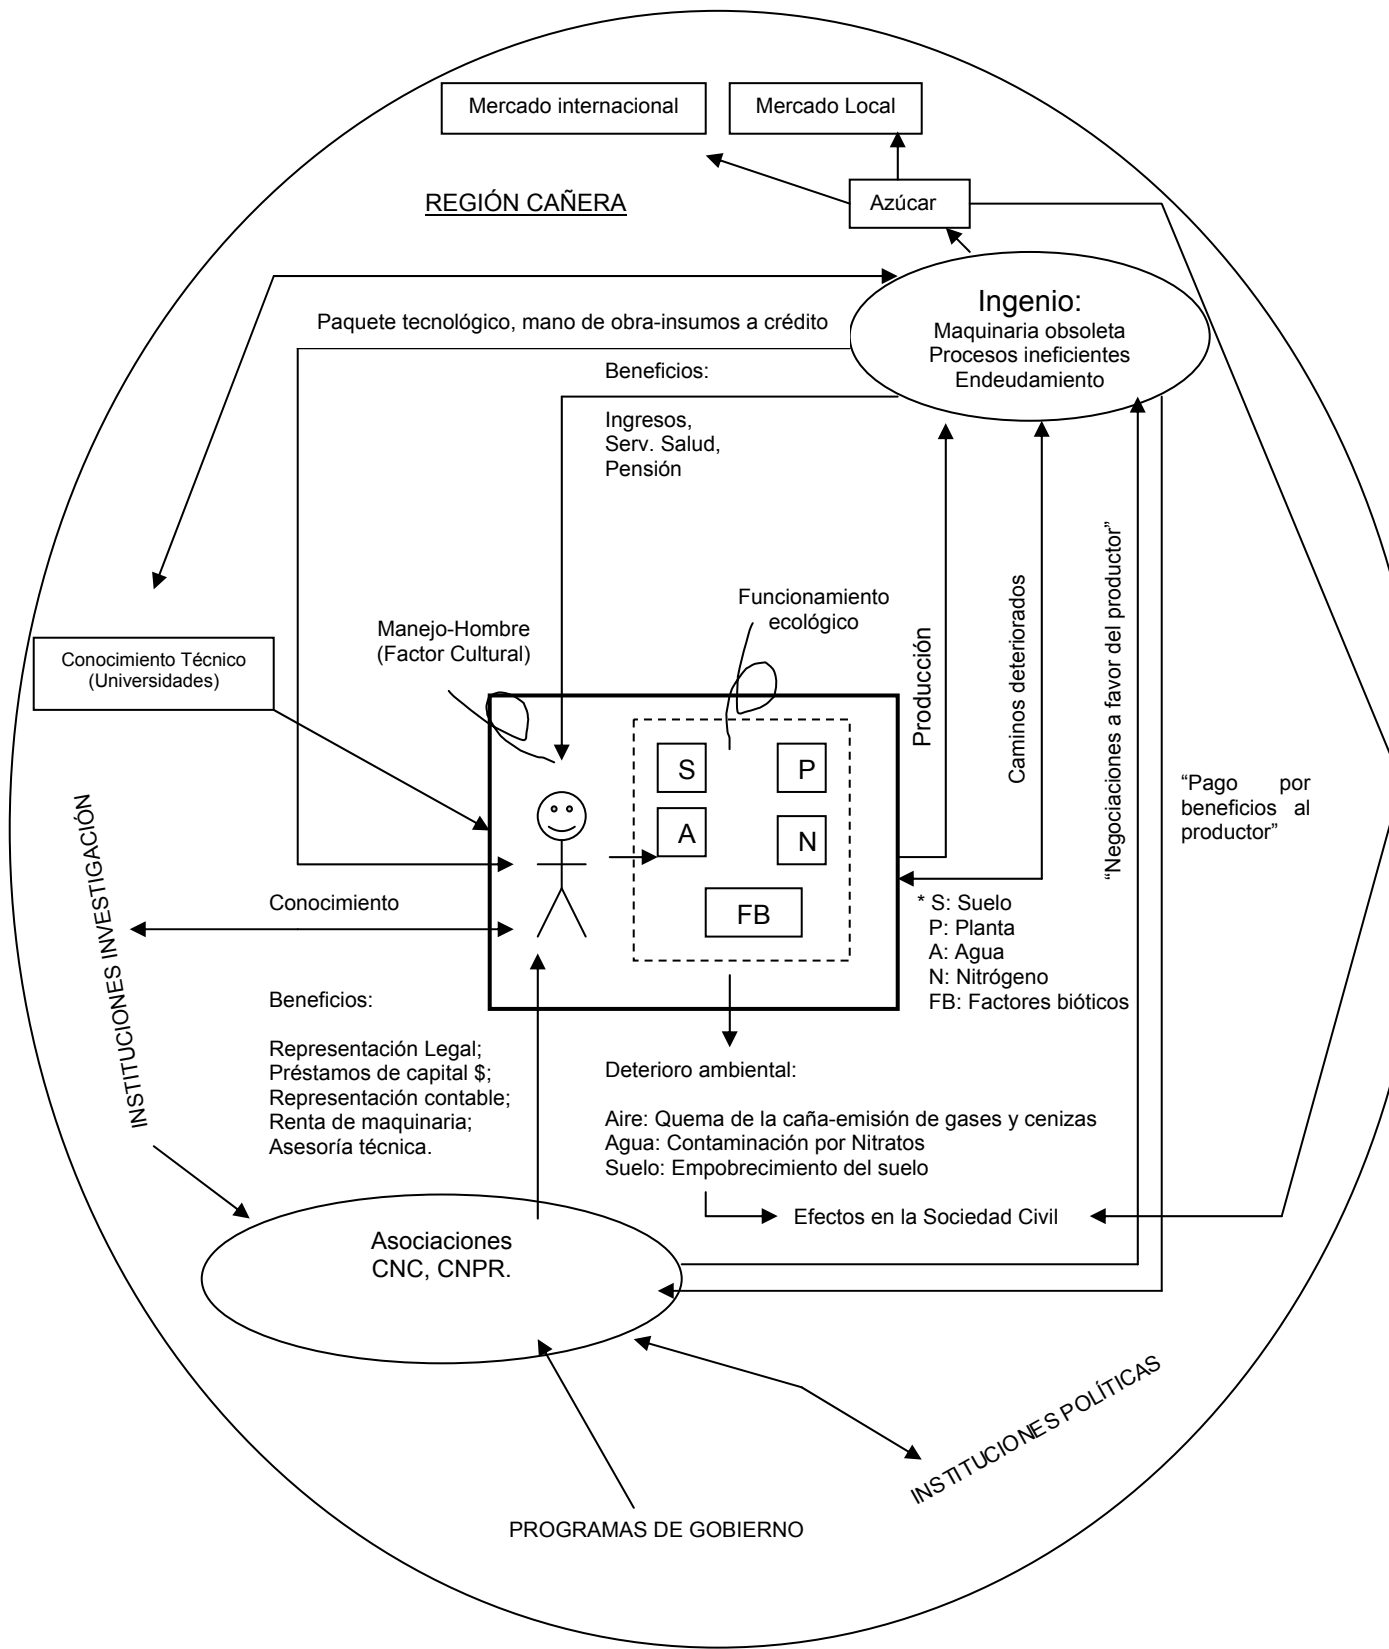 Mercado internacional
Mercado Local
REGIÓN CAÑERA
Azúcar
Ingenio:
Maquinaria obsoleta
Procesos ineficientes
Endeudamiento
Paquete tecnológico, mano de obra-insumos a crédito
Beneficios:
Ingresos,
Serv. Salud,
Pensión
Funcionamiento
ecológico
Manejo-Hombre
(Factor Cultural)
Conocimiento Técnico
(Universidades)
Producción
Caminos deteriorados
“Negociaciones a favor del productor”
“Pago por
beneficios al
productor”
S
P
A
N
FB
INSTITUCIONES INVESTIGACIÓN
Conocimiento
* S: Suelo
P: Planta
A: Agua
N: Nitrógeno
FB: Factores bióticos
Beneficios:
Representación Legal;
Préstamos de capital $;
Representación contable;
Renta de maquinaria;
Asesoría técnica.
Deterioro ambiental:
Aire: Quema de la caña-emisión de gases y cenizas
Agua: Contaminación por Nitratos
Suelo: Empobrecimiento del suelo
Efectos en la Sociedad Civil
Asociaciones
CNC, CNPR.
INSTITUCIONES POLÍTICAS
PROGRAMAS DE GOBIERNO